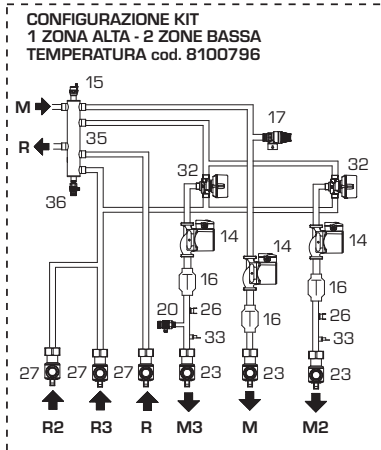 CONFIGURAZIONE KIT
1 ZONA ALTA - 2 ZONE BASSA
TEMPERATURA cod. 8100796
15
M
17
R
35
32
32
36
14
14
14
16
16
16
20
26
26
33
33
27
27
27
23
23
23
R2
R3
R
M3
M
M2